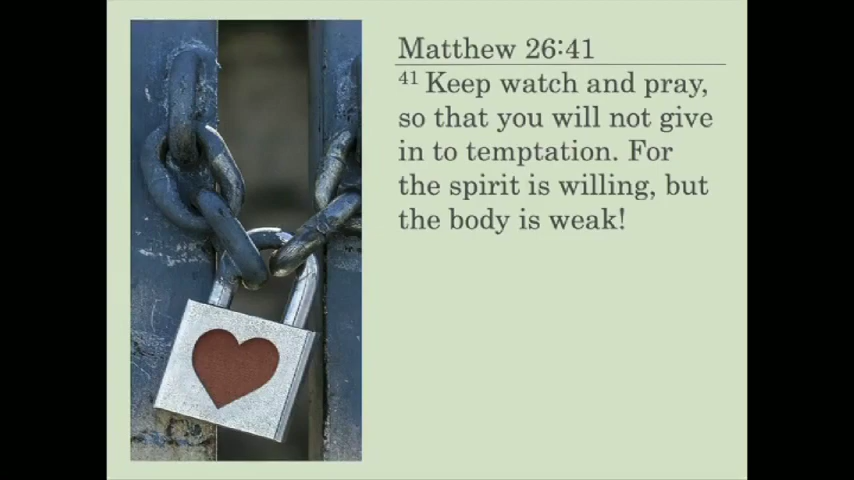 Matthew 26:41
41 Keep watch and pray,
so that you will not give
in to temptation. For
the spirit is willing, but
the body is weak!